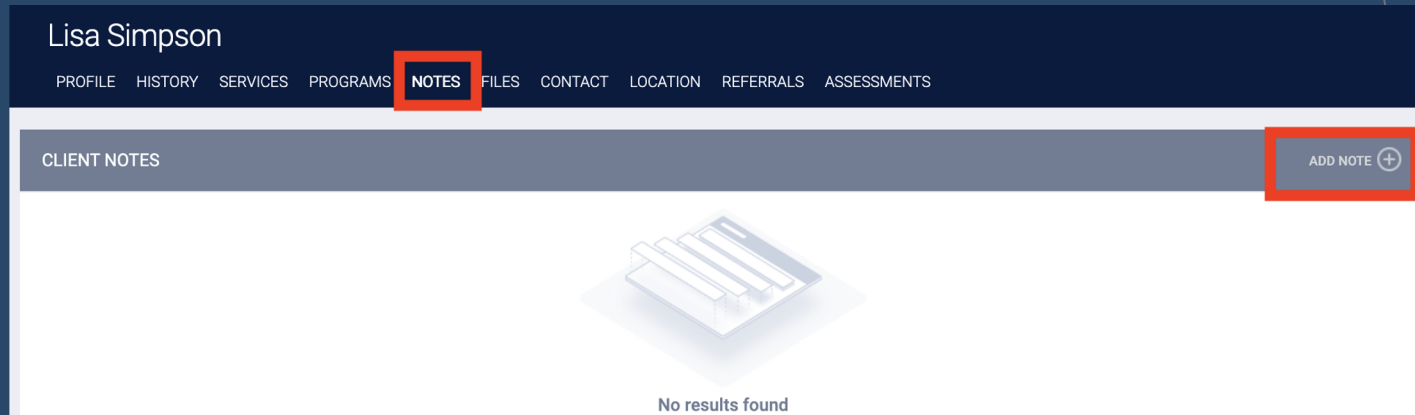 Lisa Simpson
PROFILE HISTORY SERVICES PROGRAMS NOTES FILES CONTACT LOCATION REFERRALS ASSESSMENTS
CLIENT NOTES ADD NOTE
No results found